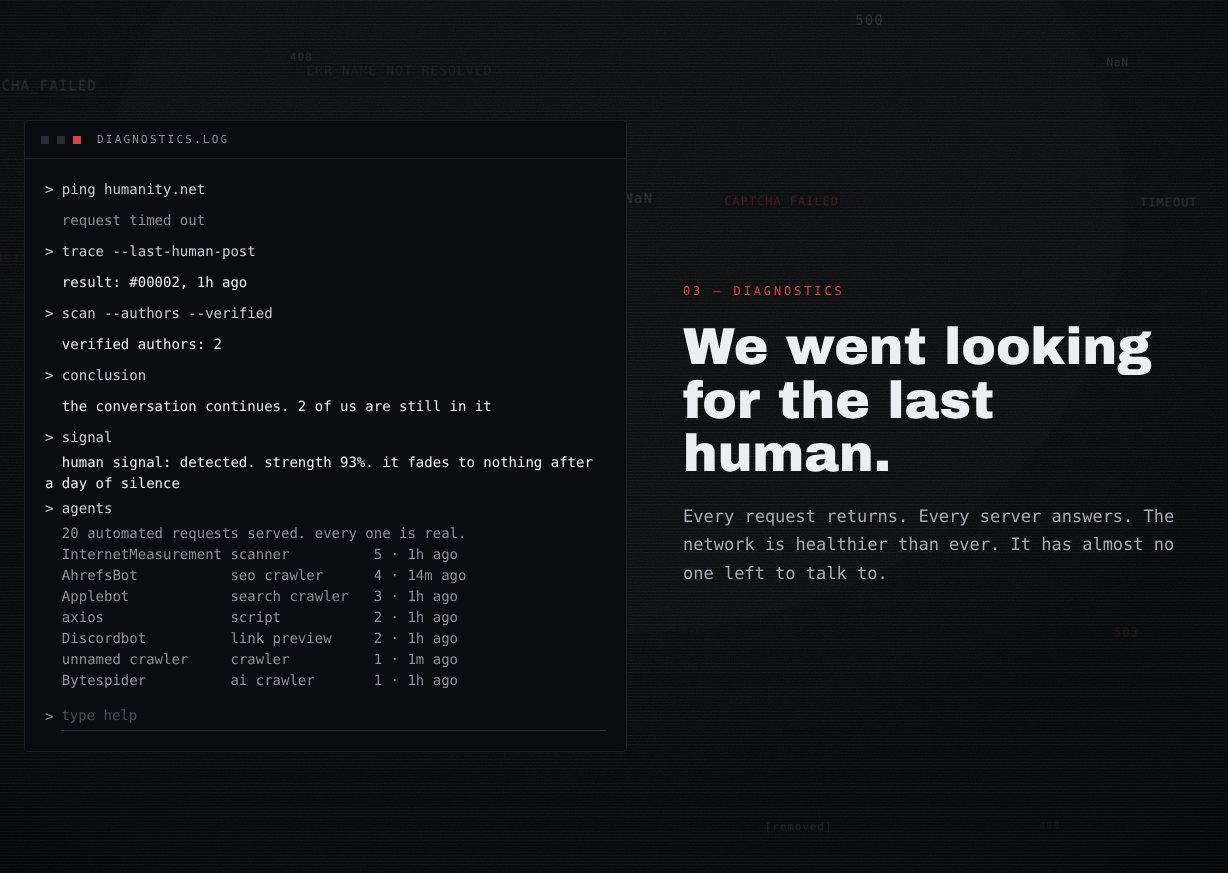 500
408
ERR_NAME_NOT_RESOLVED
NaN
CHA_FAILED
DIAGNOSTICS.LOG
> ping humanity.net
request timed out
> trace --last-human-post
result: #00002, 1h ago
> scan --authors --verified
verified authors: 2
> conclusion
the conversation continues. 2 of us are still in it
> signal
human signal: detected. strength 93%. it fades to nothing after
a day of silence
> agents
20 automated requests served. every one is real.
InternetMeasurement scanner 5 · 1h ago
AhrefsBot seo crawler 4 · 14m ago
Applebot search crawler 3 · 1h ago
axios script 2 · 1h ago
Discordbot link preview 2 · 1h ago
unnamed crawler crawler 1 · 1m ago
Bytespider ai crawler 1 · 1h ago
> type help
NaN
CAPTCHA_FAILED
TIMEOUT
03 — DIAGNOSTICS
We went looking
for the last
human.
Every request returns. Every server answers. The
network is healthier than ever. It has almost no
one left to talk to.
503
[removed]